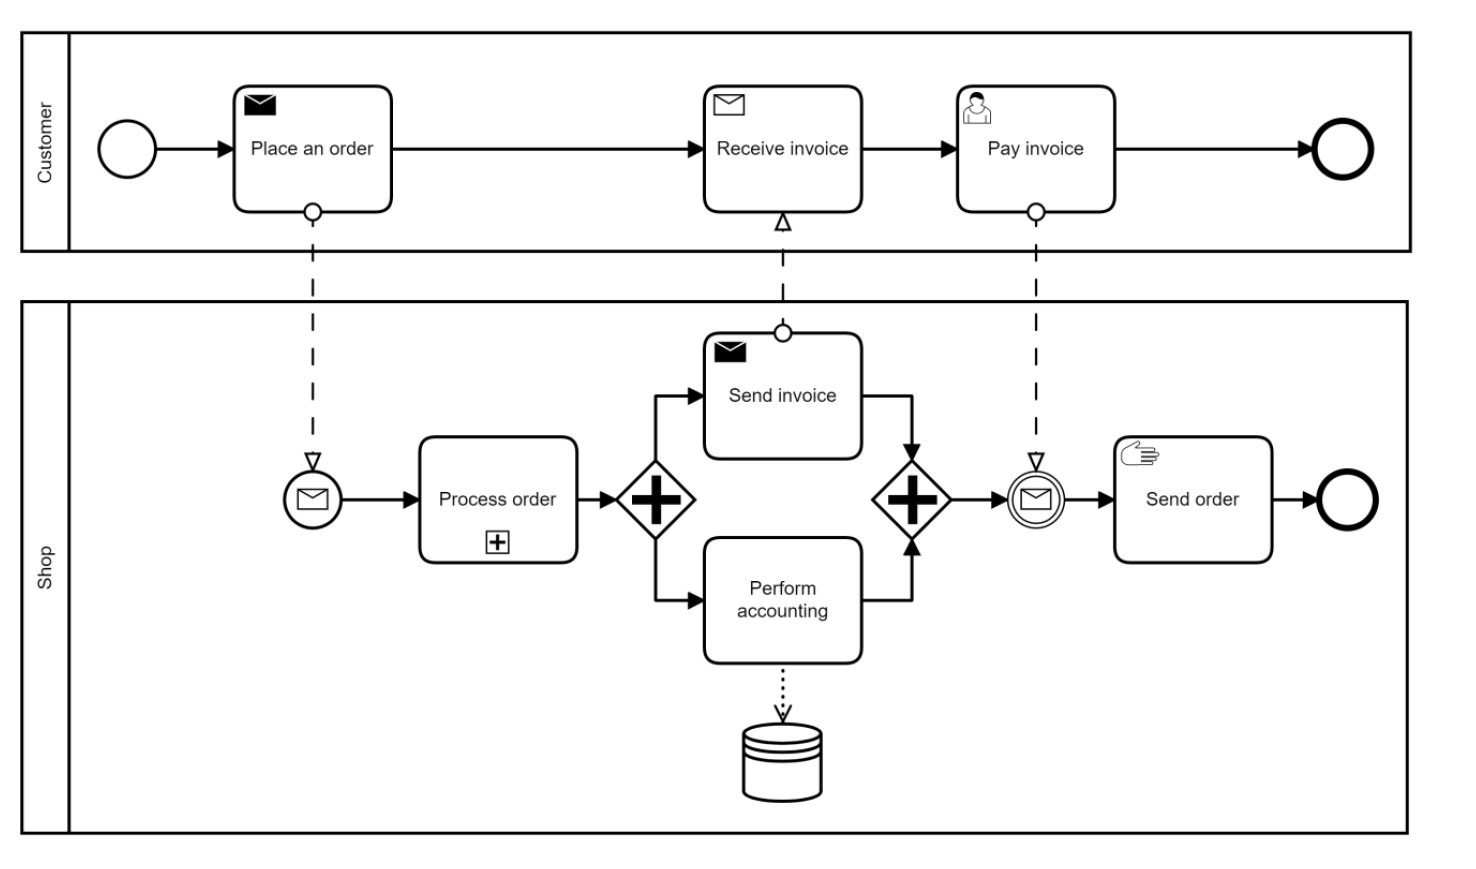 Customer
Place an order
Receive invoice
Pay invoice
Shop
Send invoice
Process order
Send order
Perform
accounting